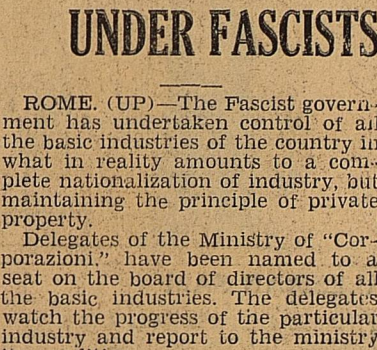 UNDER FASCISTS
ROME. (UP)—The Fascist govern-
ment has undertaken control of all
the basic industries of the country in
what in reality amounts to a com-
plete nationalization of industry, but
maintaining the principle of private
property.
Delegates of the Ministry of "Cor-
porazioni," have been named to a
seat on the board of directors of all
the basic industries. The delegates
watch the progress of the particular
industry and report to the ministry